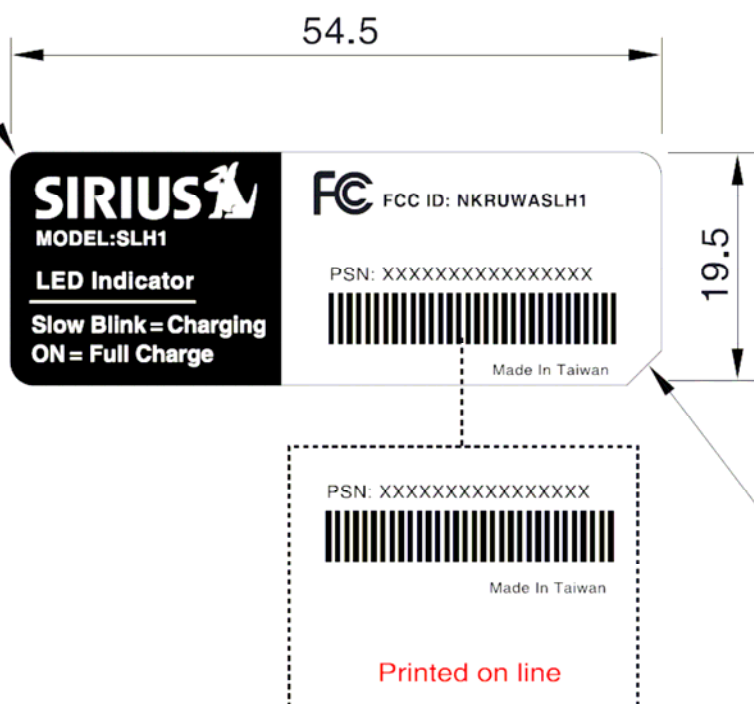 54.5
SIRIUS
MODEL:SLH1
LED Indicator
Slow Blink = Charging
ON = Full Charge
FC FCC ID: NKRUWASLH1
PSN: XXXXXXXXXXXXXXXX
Made In Taiwan
19.5
PSN: XXXXXXXXXXXXXXXX
Made In Taiwan
Printed on line